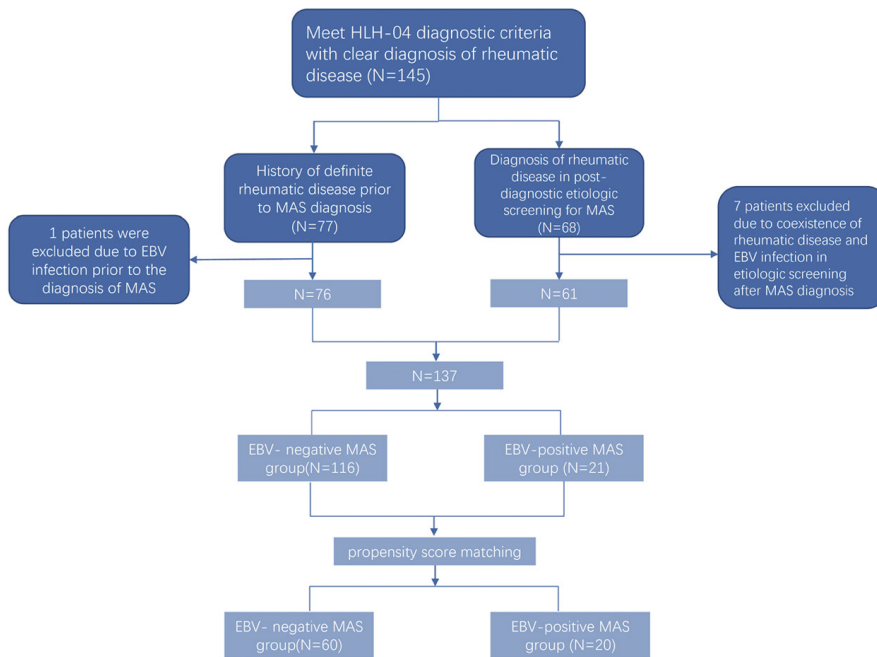 Meet HLH-04 diagnostic criteria
with clear diagnosis of rheumatic
disease (N=145)
History of definite
rheumatic disease prior
to MAS diagnosis
(N=77)
Diagnosis of rheumatic
disease in post-
diagnostic etiologic
screening for MAS
(N=68)
1 patients were
excluded due to EBV
infection prior to the
diagnosis of MAS
7 patients excluded
due to coexistence of
rheumatic disease and
EBV infection in
etiologic screening
after MAS diagnosis
N=76
N=61
N=137
EBV- negative MAS
group(N=116)
EBV-positive MAS
group (N=21)
propensity score matching
EBV- negative MAS
group(N=60)
EBV-positive MAS
group (N=20)